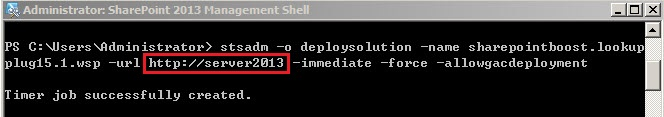 Administrator: SharePoint 2013 Management Shell
PS C:\Users\Administrator> stsadm -o deploysolution -name sharepointboost.lookup
plug15.1.wsp -url http://server2013 -immediate -force -allowgacdeployment
Timer job successfully created.